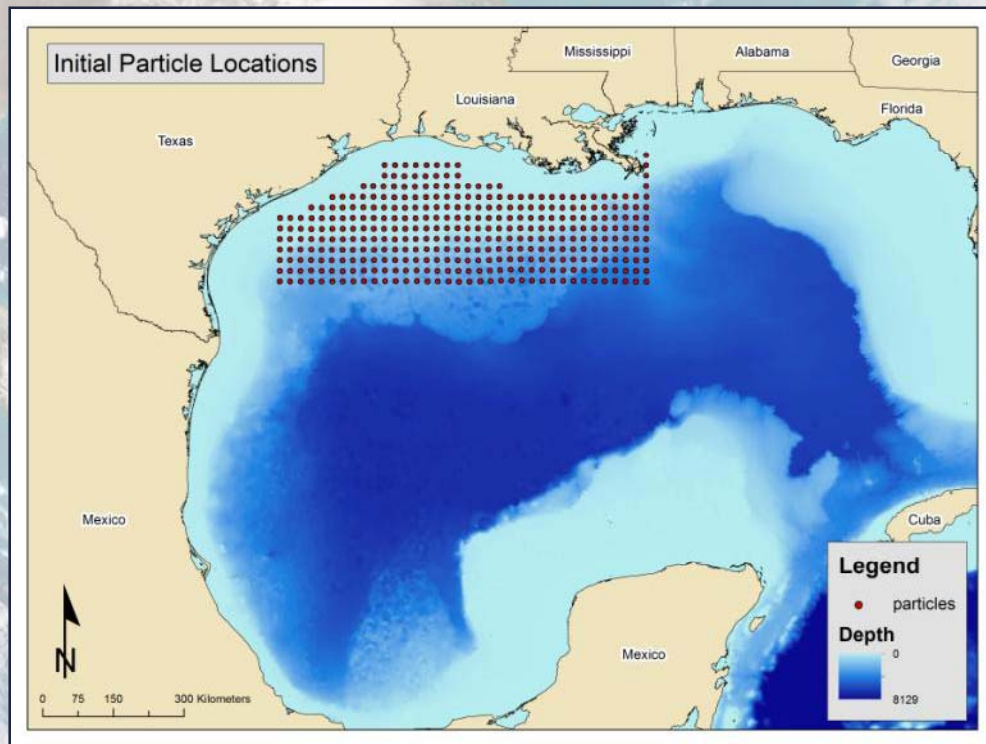 Initial Particle Locations
Mississippi
Alabama
Georgia
Louisiana
Florida
Texas
Mexico
Cuba
Mexico
Legend
particles
Depth
0
8129
N
0 75 150 300 Kilometers